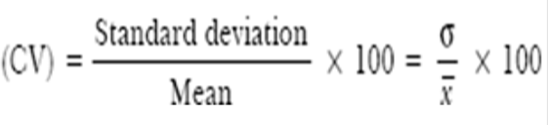 (CV) = Standard deviation / Mean × 100 = σ / x̄ × 100